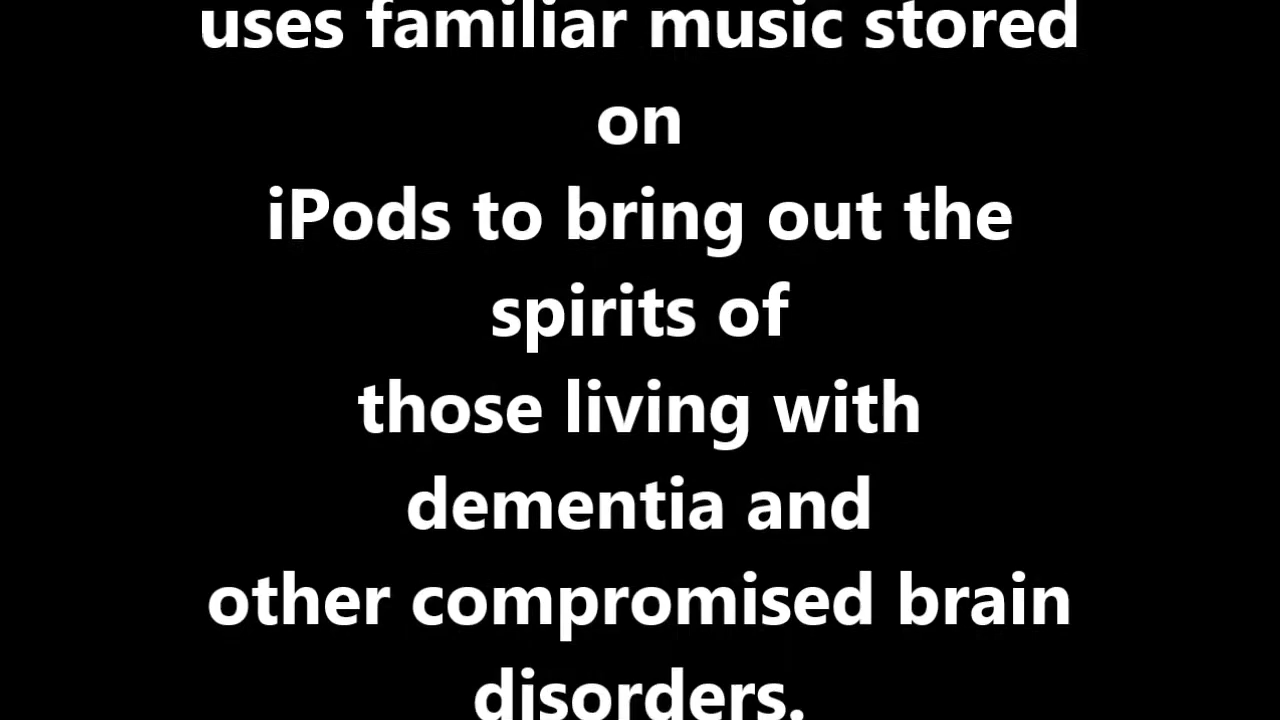 uses familiar music stored
on
iPods to bring out the
spirits of
those living with
dementia and
other compromised brain
disorders.